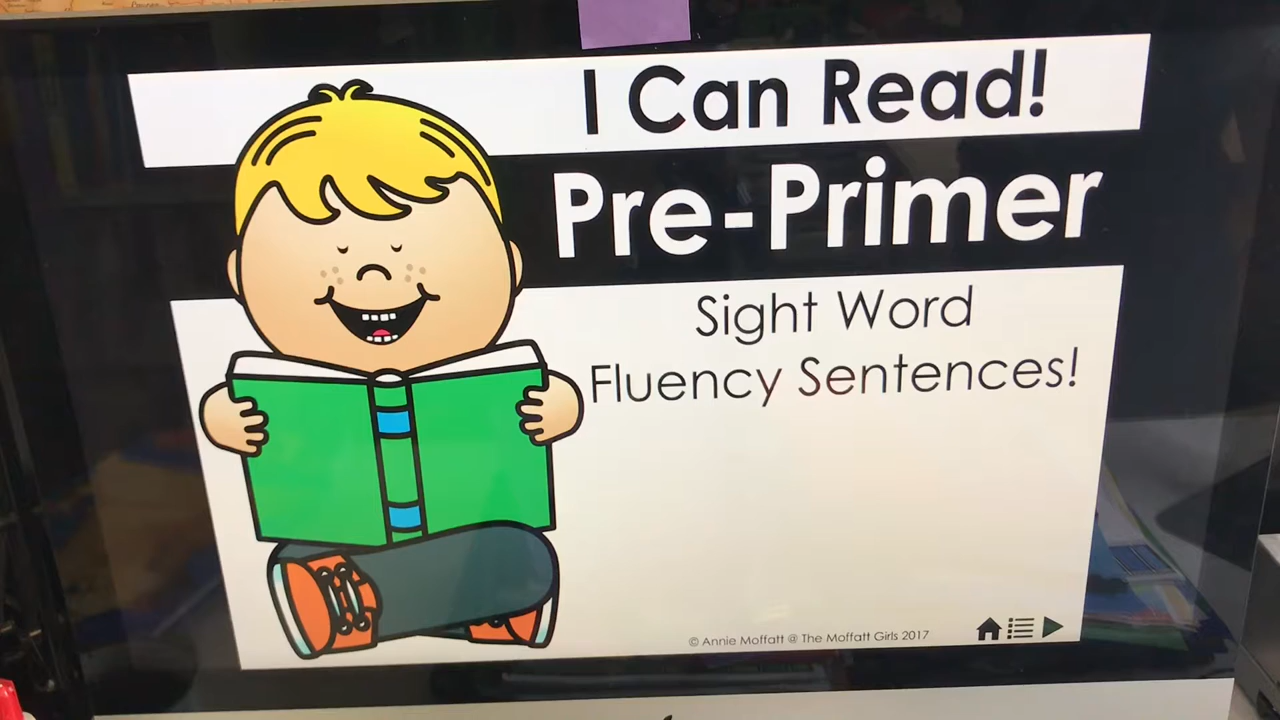 I Can Read!
Pre-Primer
Sight Word
Fluency Sentences!
© Annie Moffatt @ The Moffatt Girls 2017